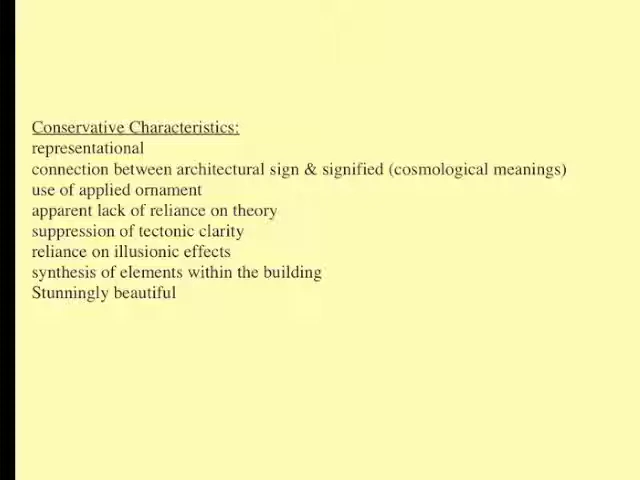 Conservative Characteristics:
representational
connection between architectural sign & signified (cosmological meanings)
use of applied ornament
apparent lack of reliance on theory
suppression of tectonic clarity
reliance on illusionic effects
synthesis of elements within the building
Stunningly beautiful